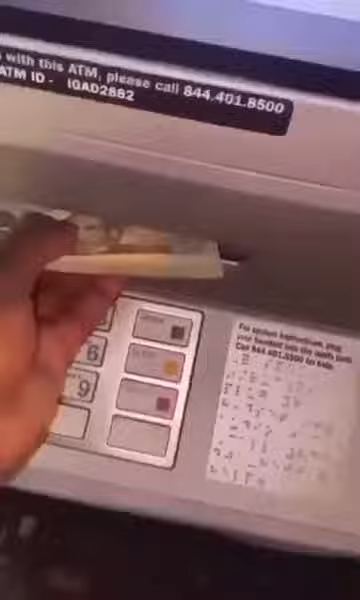 with this ATM, please call 844.401.8500
ATM ID - IGAD2882
6
9
For spoken instructions, plug
your headset into the audio jack.
Call 844.401.8500 for help.